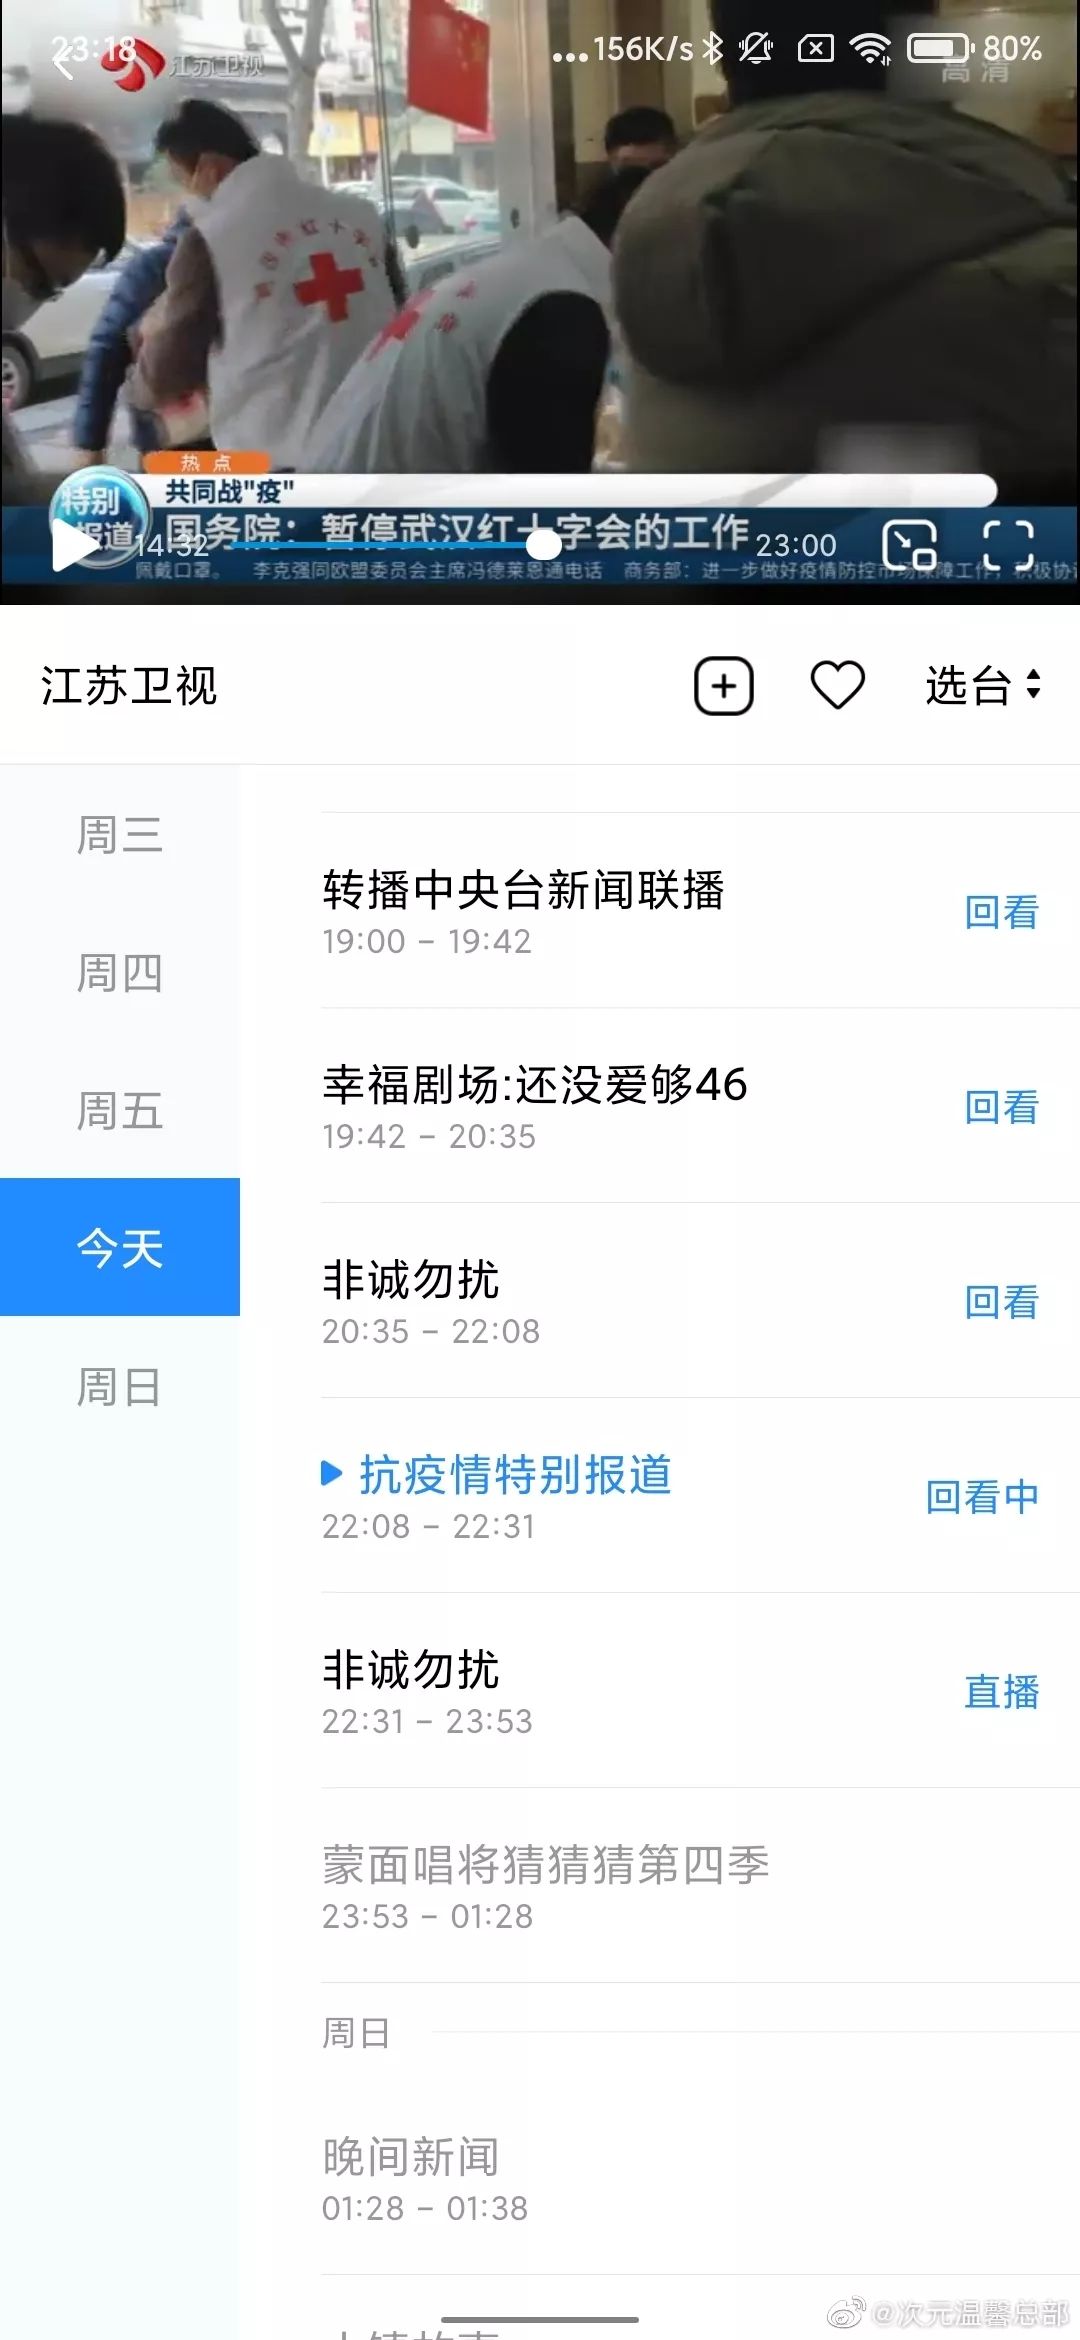 23:18
156K/s
80%
江苏卫视
高清
热点
共同战"疫"
特别
报道
国务院：暂停武汉红十字会的工作
14:32
23:00
佩戴口罩。 李克强同欧盟委员会主席冯德莱恩通电话 商务部：进一步做好疫情防控市场保障工作，积极协
江苏卫视
选台
周三
周四
周五
今天
周日
转播中央台新闻联播
19:00 - 19:42
回看
幸福剧场:还没爱够46
19:42 - 20:35
回看
非诚勿扰
20:35 - 22:08
回看
抗疫情特别报道
22:08 - 22:31
回看中
非诚勿扰
22:31 - 23:53
直播
蒙面唱将猜猜猜第四季
23:53 - 01:28
周日
晚间新闻
01:28 - 01:38
@次元温馨总部